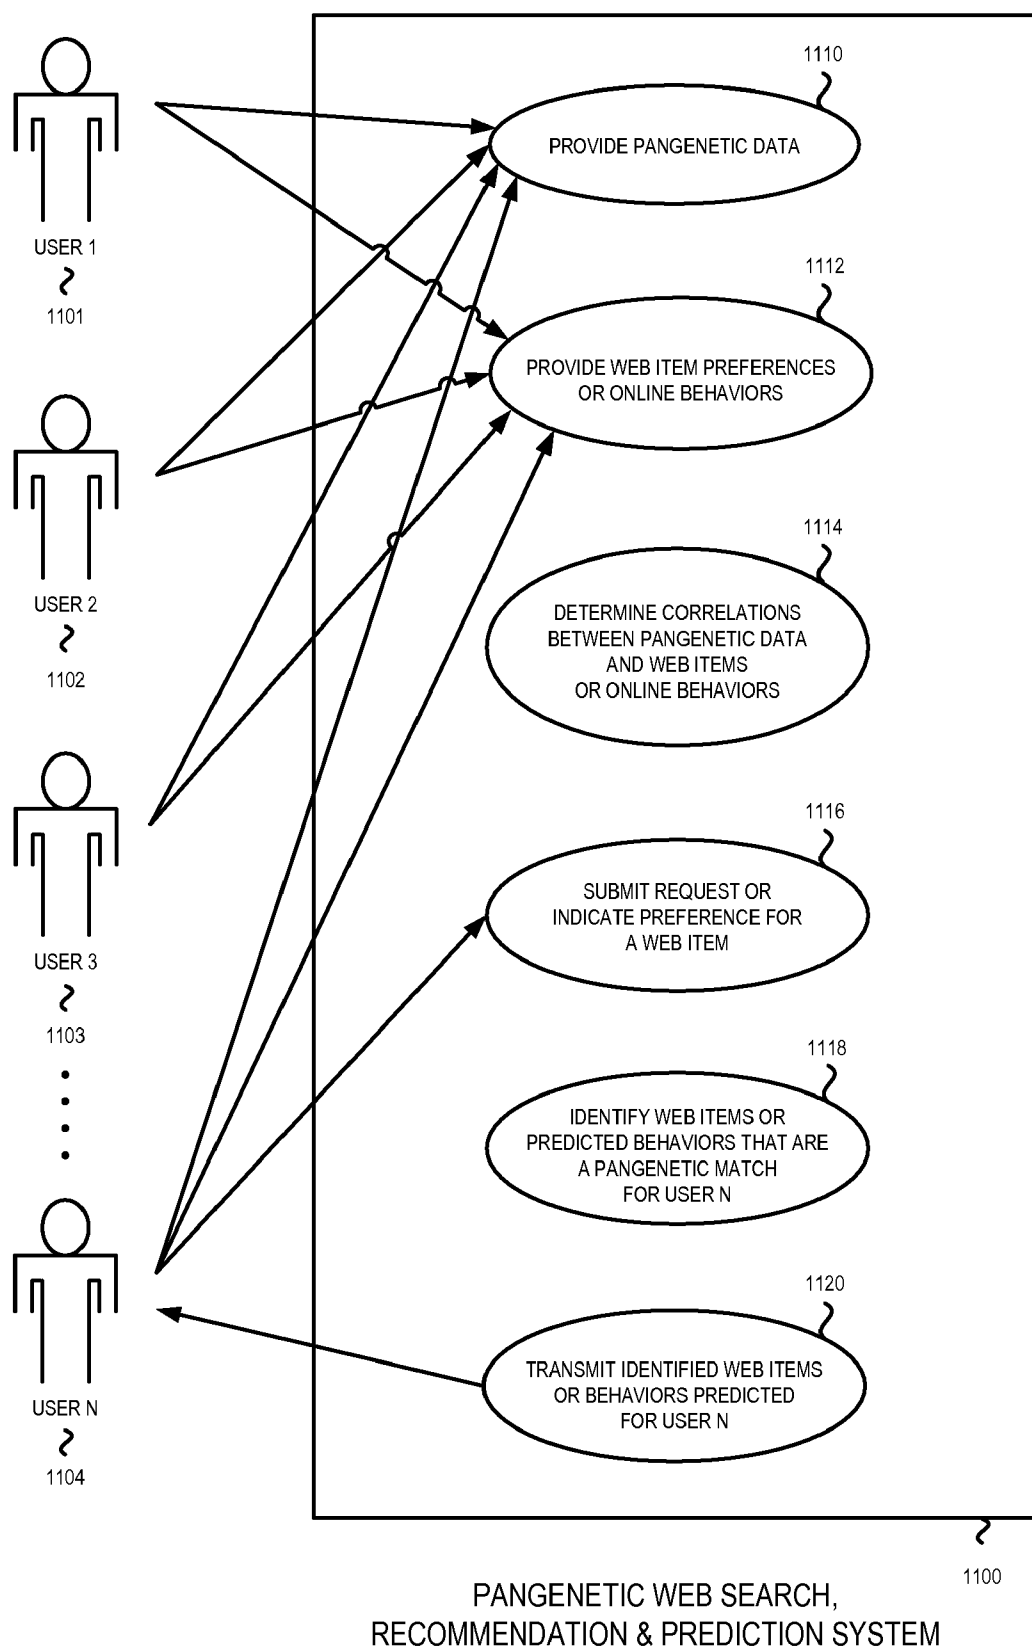 1110
PROVIDE PANGENETIC DATA
USER 1
1101
1112
PROVIDE WEB ITEM PREFERENCES
OR ONLINE BEHAVIORS
USER 2
1102
1114
DETERMINE CORRELATIONS
BETWEEN PANGENETIC DATA
AND WEB ITEMS
OR ONLINE BEHAVIORS
USER 3
1103
1116
SUBMIT REQUEST OR
INDICATE PREFERENCE FOR
A WEB ITEM
1118
IDENTIFY WEB ITEMS OR
PREDICTED BEHAVIORS THAT ARE
A PANGENETIC MATCH
FOR USER N
USER N
1104
1120
TRANSMIT IDENTIFIED WEB ITEMS
OR BEHAVIORS PREDICTED
FOR USER N
1100
PANGENETIC WEB SEARCH,
RECOMMENDATION & PREDICTION SYSTEM